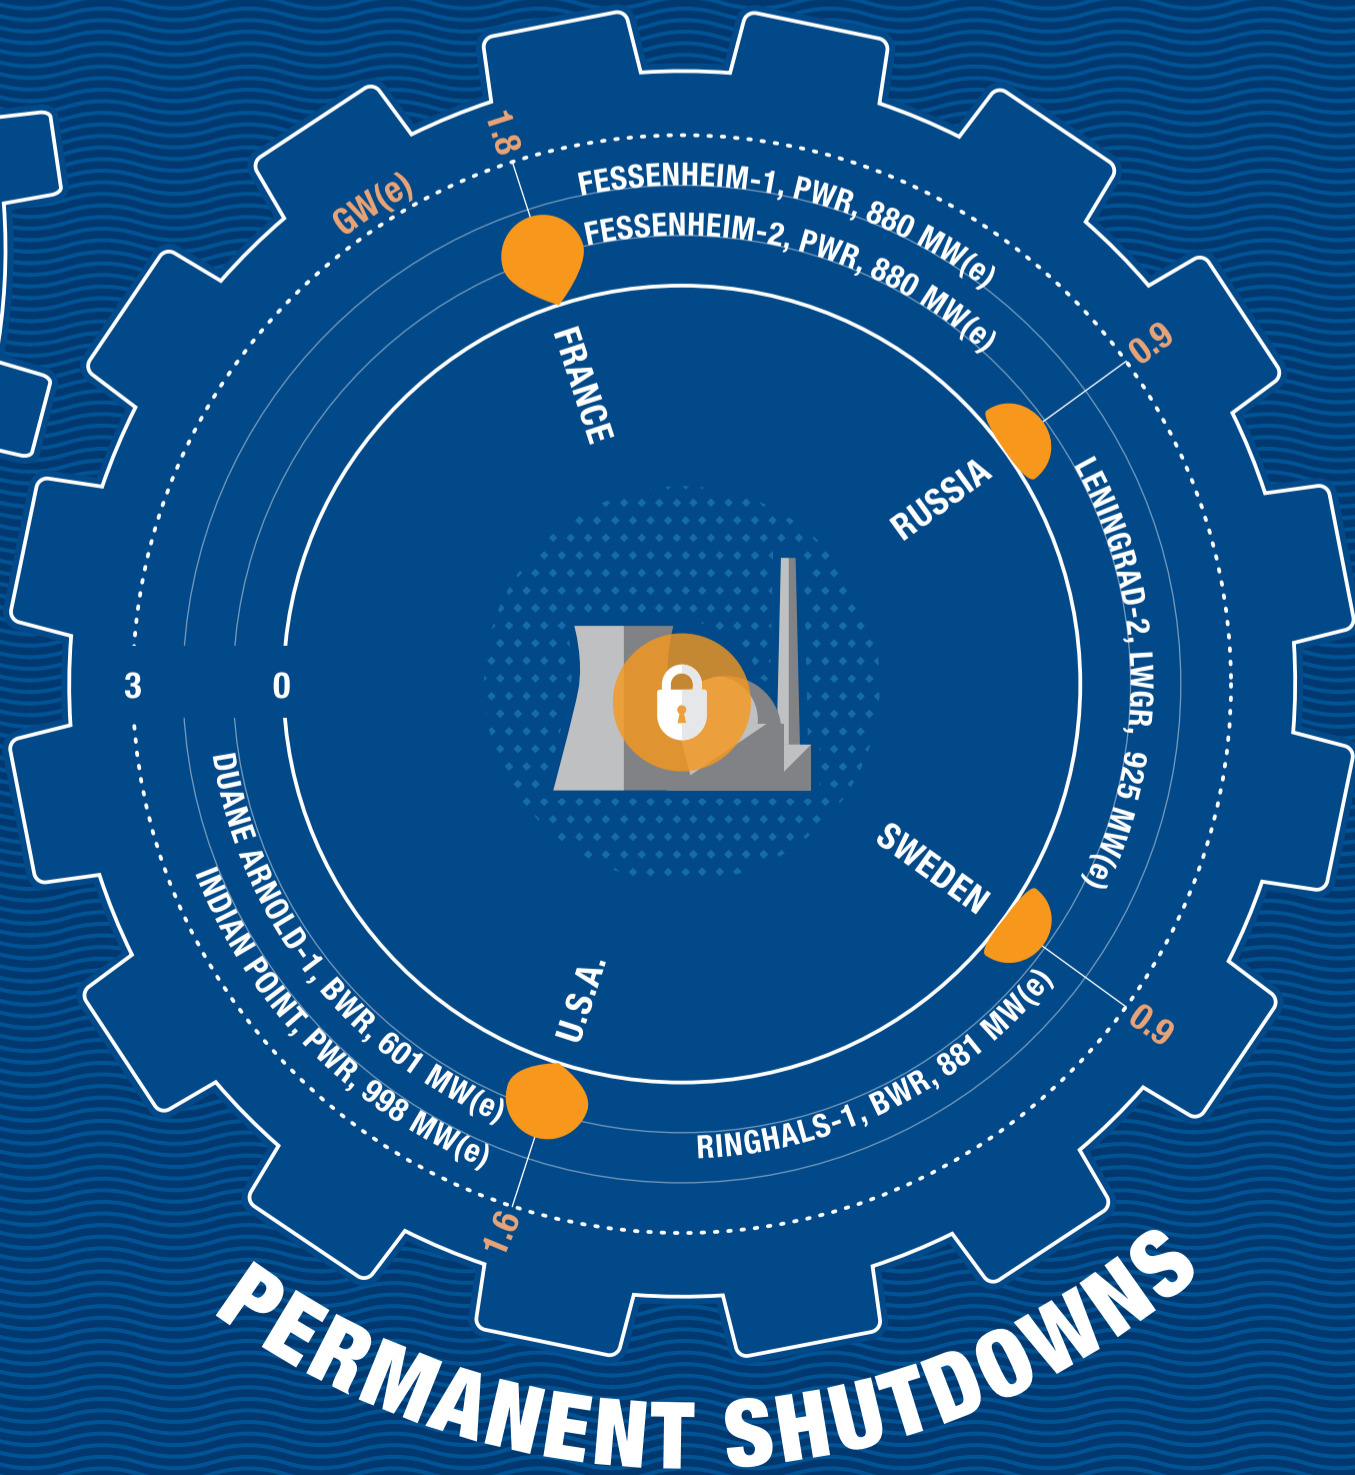 GW(e)
1.8
FESSENHEIM-1, PWR, 880 MW(e)
FESSENHEIM-2, PWR, 880 MW(e)
FRANCE
0.9
RUSSIA
LENINGRAD-2, LWGR, 925 MW(e)
3
0
SWEDEN
0.9
RINGHALS-1, BWR, 881 MW(e)
U.S.A.
DUANE ARNOLD-1, BWR, 601 MW(e)
INDIAN POINT, PWR, 998 MW(e)
1.6
PERMANENT SHUTDOWNS